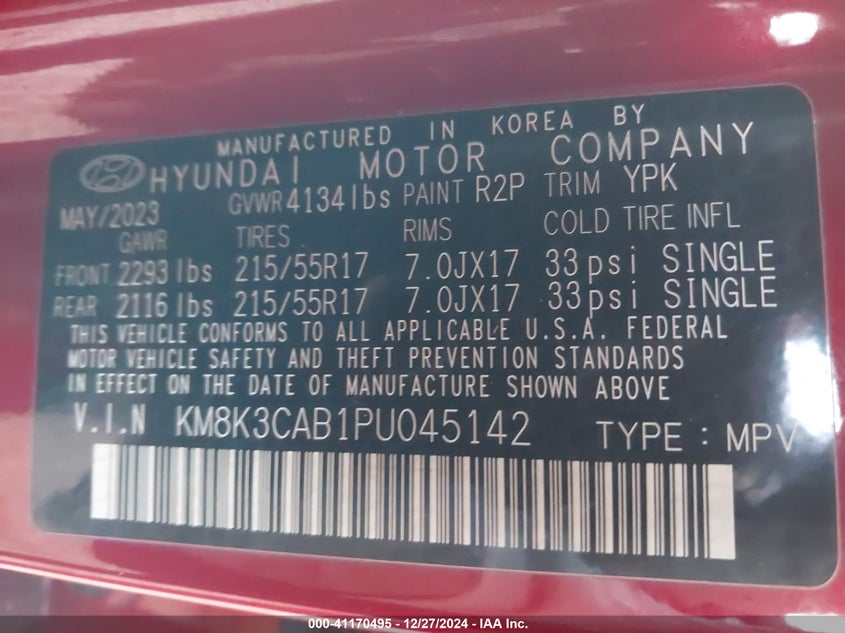 MANUFACTURED IN KOREA BY
HYUNDAI MOTOR COMPANY
MAY/2023 GVWR 4134 lbs PAINT R2P TRIM YPK
GAWR TIRES RIMS COLD TIRE INFL
FRONT 2293 lbs 215/55R17 7.0JX17 33psi SINGLE
REAR 2116 lbs 215/55R17 7.0JX17 33psi SINGLE
THIS VEHICLE CONFORMS TO ALL APPLICABLE U.S.A. FEDERAL
MOTOR VEHICLE SAFETY AND THEFT PREVENTION STANDARDS
IN EFFECT ON THE DATE OF MANUFACTURE SHOWN ABOVE
V.I.N KM8K3CAB1PU045142 TYPE : MPV
000-41170495 - 12/27/2024 - IAA Inc.